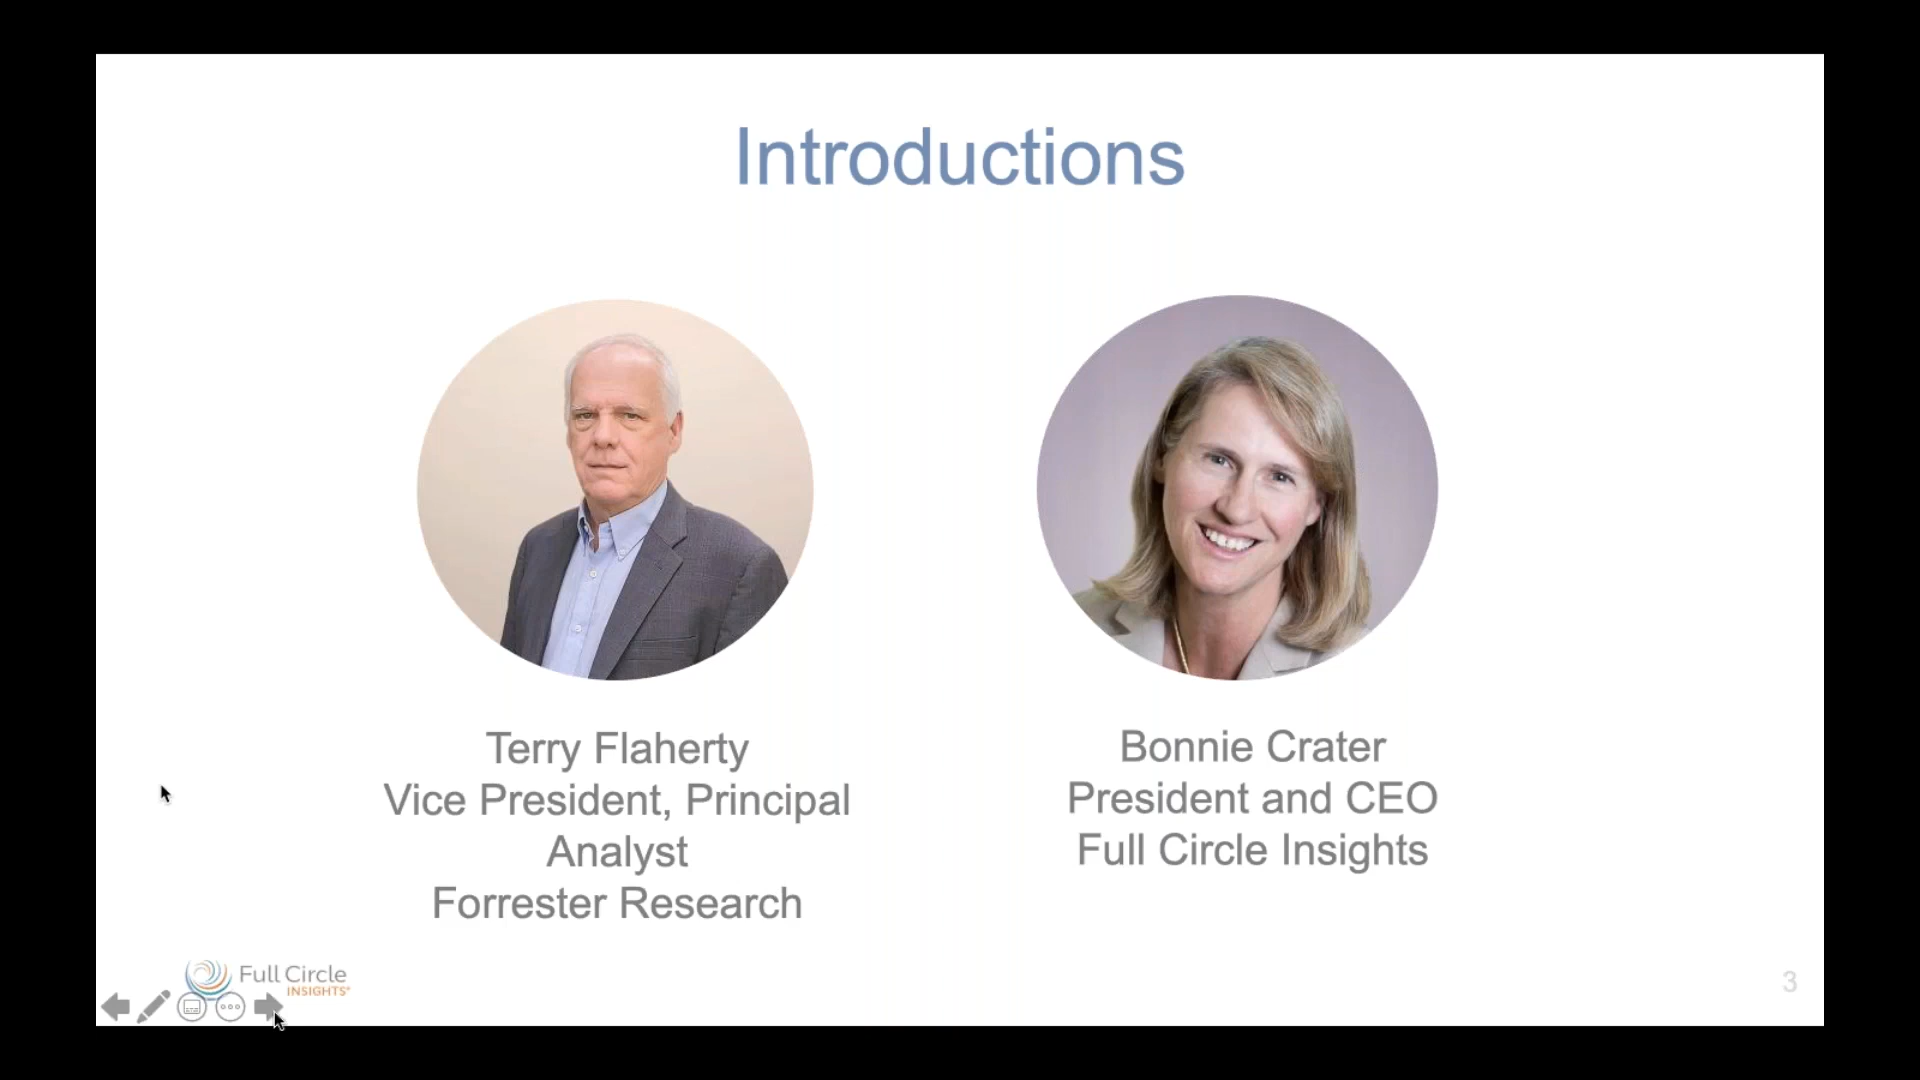 Introductions
Terry Flaherty
Vice President, Principal
Analyst
Forrester Research
Bonnie Crater
President and CEO
Full Circle Insights
Full Circle
INSIGHTS®
3